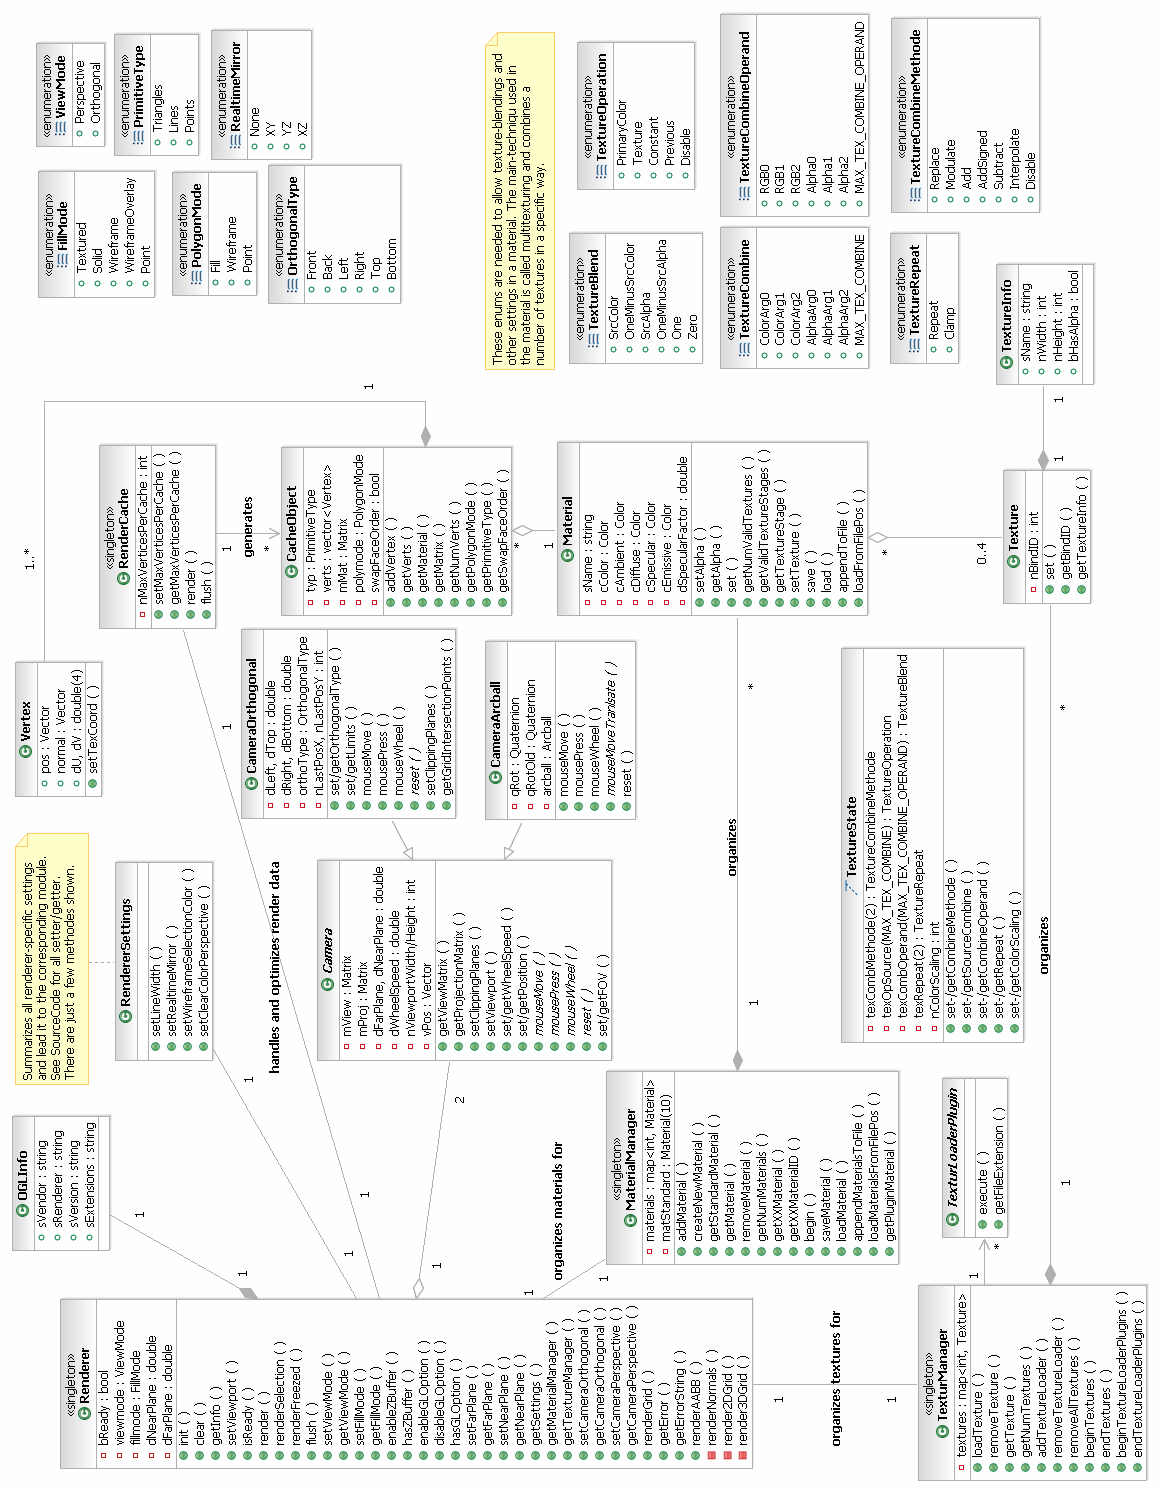 «enumeration»
ViewMode
Perspective
Orthogonal
«enumeration»
PrimitiveType
Triangles
Lines
Points
«enumeration»
RealtimeMirror
None
XY
YZ
XZ
«enumeration»
FillMode
Textured
Solid
Wireframe
WireframeOverlay
Point
«enumeration»
PolygonMode
Fill
Wireframe
Point
«enumeration»
OrthogonalType
Front
Back
Left
Right
Top
Bottom
These enums are needed to allow texture-blendings and
other settings in a material. The main-techniqu used in
the material is called multitexturing and combines a
number of textures in a specific way.
«enumeration»
TextureOperation
PrimaryColor
Texture
Constant
Previous
Disable
«enumeration»
TextureCombineOperand
RGB0
RGB1
RGB2
Alpha0
Alpha1
Alpha2
MAX_TEX_COMBINE_OPERAND
«enumeration»
TextureCombineMethode
Replace
Modulate
Add
AddSigned
Subtract
Interpolate
Disable
«enumeration»
TextureBlend
SrcColor
OneMinusSrcColor
SrcAlpha
OneMinusSrcAlpha
One
Zero
«enumeration»
TextureCombine
ColorArg0
ColorArg1
ColorArg2
AlphaArg0
AlphaArg1
AlphaArg2
MAX_TEX_COMBINE
«enumeration»
TextureRepeat
Repeat
Clamp
TextureInfo
sName : string
nWidth : int
nHeight : int
bHasAlpha : bool
1
1
1
1..*
«singleton»
RenderCache
nMaxVerticesPerCache : int
setMaxVerticesPerCache ( )
getMaxVerticesPerCache ( )
render ( )
flush ( )
generates
1
*
CacheObject
typ : PrimitiveType
verts : vector<Vertex>
mMat : Matrix
polymode : PolygonMode
swapFaceOrder : bool
addVertex ( )
getVerts ( )
getMaterial ( )
getMatrix ( )
getNumVerts ( )
getPolygonMode ( )
getPrimitiveType ( )
getSwapFaceOrder ( )
*
1
Material
sName : string
cColor : Color
cAmbient : Color
cDiffuse : Color
cSpecular : Color
cEmissive : Color
dSpecularFactor : double
setAlpha ( )
getAlpha ( )
set ( )
getNumValidTextures ( )
getValidTextureStages ( )
getTextureStage ( )
setTexture ( )
save ( )
load ( )
appendToFile ( )
loadFromFilePos ( )
*
0..4
Texture
nBindID : int
set ( )
getBindID ( )
getTextureInfo ( )
Vertex
pos : Vector
normal : Vector
dU, dV : double(4)
setTexCoord ( )
CameraOrthogonal
dLeft, dTop : double
dRight, dBottom : double
orthoType : OrthogonalType
nLastPosX, nLastPosY : int
set/getOrthogonalType ( )
set/getLimits ( )
mouseMove ( )
mousePress ( )
mouseWheel ( )
reset ( )
setClippingPlanes ( )
getGridIntersectionPoints ( )
CameraArcball
qRot : Quaternion
qRotOld : Quaternion
arcball : Arcball
mouseMove ( )
mousePress ( )
mouseWheel ( )
mouseMoveTranlsate ( )
reset ( )
TextureState
texCombMethode(2) : TextureCombineMethode
texOpSource(MAX_TEX_COMBINE) : TextureOperation
texCombOperand(MAX_TEX_COMBINE_OPERAND) : TextureBlend
texRepeat(2) : TextureRepeat
nColorScaling : int
set-/getCombineMethode ( )
set-/getSourceCombine ( )
set-/getCombineOperand ( )
set-/getRepeat ( )
set-/getColorScaling ( )
Summarizes all renderer-specific settings
and lead it to the corresponding module.
See SourceCode for all setter/getter.
There are just a few methodes shown.
RendererSettings
setLineWidth ( )
setRealtimeMirror ( )
setWireframeSelectionColor ( )
setClearColorPerspective ( )
handles and optimizes render data
1
1
Camera
mView : Matrix
mProj : Matrix
dFarPlane, dNearPlane : double
dWheelSpeed : double
nViewportWidth/Height : int
vPos : Vector
getViewMatrix ( )
getProjectionMatrix ( )
setClippingPlanes ( )
setViewport ( )
set/getWheelSpeed ( )
set/getPosition ( )
mouseMove ( )
mousePress ( )
mouseWheel ( )
reset ( )
set/getFOV ( )
organizes
*
1
organizes
*
1
OGLInfo
sVendor : string
sRenderer : string
sVersion : string
sExtensions : string
1
1
1
1
2
1
organizes materials for
1
1
«singleton»
MaterialManager
materials : map<int, Material>
matStandard : Material(10)
addMaterial ( )
createNewMaterial ( )
getStandardMaterial ( )
getMaterial ( )
removeMaterial ( )
getNumMaterials ( )
getXXMaterial ( )
getXXMaterialID ( )
begin ( )
saveMaterial ( )
loadMaterial ( )
appendMaterialsToFile ( )
loadMaterialsFromFilePos ( )
getPluginMaterial ( )
TexturLoaderPlugin
execute ( )
getFileExtension ( )
1
*
«singleton»
Renderer
bReady : bool
viewmode : ViewMode
fillmode : FillMode
dNearPlane : double
dFarPlane : double
init ( )
clear ( )
getInfo ( )
setViewport ( )
isReady ( )
render ( )
renderSelection ( )
renderFreezed ( )
flush ( )
setViewMode ( )
getViewMode ( )
setFillMode ( )
getFillMode ( )
enableZBuffer ( )
hasZBuffer ( )
enableGLOption ( )
disableGLOption ( )
hasGLOption ( )
setFarPlane ( )
getFarPlane ( )
setNearPlane ( )
getNearPlane ( )
getSettings ( )
getMaterialManager ( )
getTextureManager ( )
setCameraOrthogonal ( )
getCameraOrthogonal ( )
setCameraPerspective ( )
getCameraPerspective ( )
renderGrid ( )
getError ( )
getErrorString ( )
renderAABB ( )
renderNormals ( )
render2DGrid ( )
render3DGrid ( )
organizes textures for
1
1
«singleton»
TexturManager
textures : map<int, Texture>
loadTexture ( )
removeTexture ( )
getTexture ( )
getNumTextures ( )
addTextureLoader ( )
removeTextureLoader ( )
removeAllTextures ( )
beginTextures ( )
endTextures ( )
beginTextureLoaderPlugins ( )
endTextureLoaderPlugins ( )